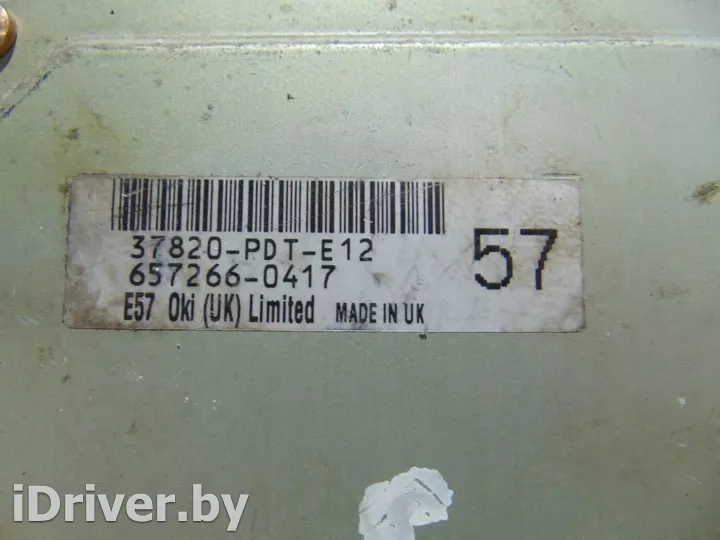 37820-PDT-E12
657266-0417
57
E57 Oki (UK) Limited MADE IN UK
iDriver.by